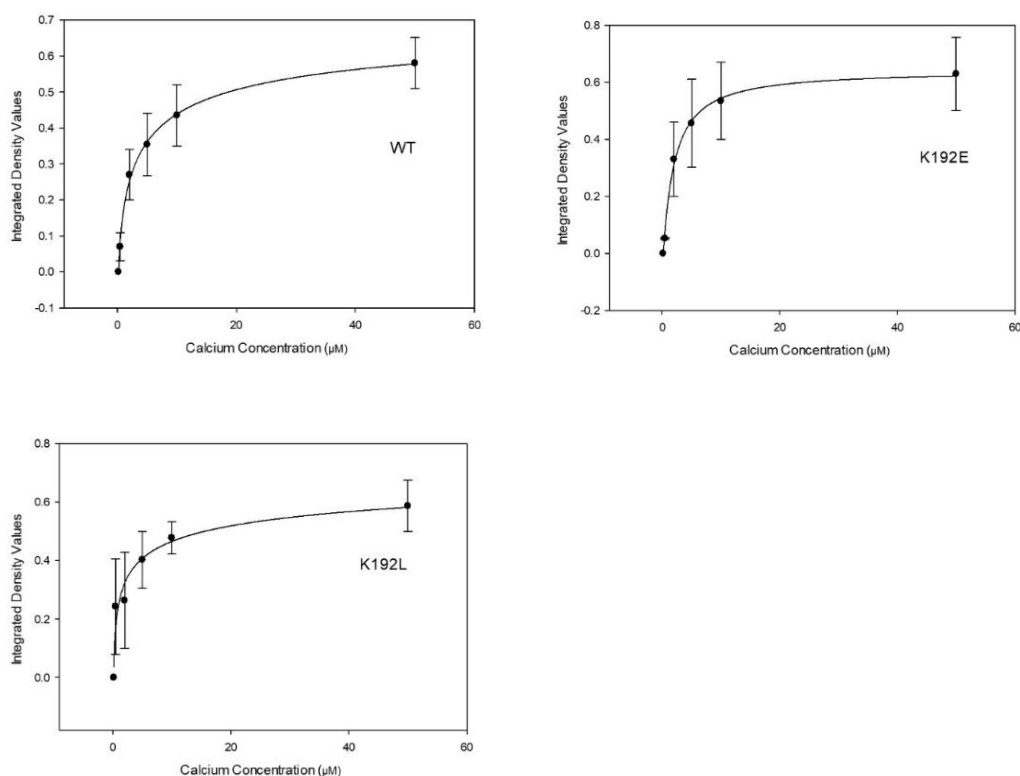 0.7
0.6
0.5
0.4
0.3
0.2
0.1
0.0
-0.1
Integrated Density Values
WT
0 20 40 60
Calcium Concentration (µM)
0.8
0.6
0.4
0.2
0.0
-0.2
Integrated Density Values
K192E
0 20 40 60
Calcium Concentration (µM)
0.8
0.6
0.4
0.2
0.0
Integrated Density Values
K192L
0 20 40 60
Calcium Concentration (µM)